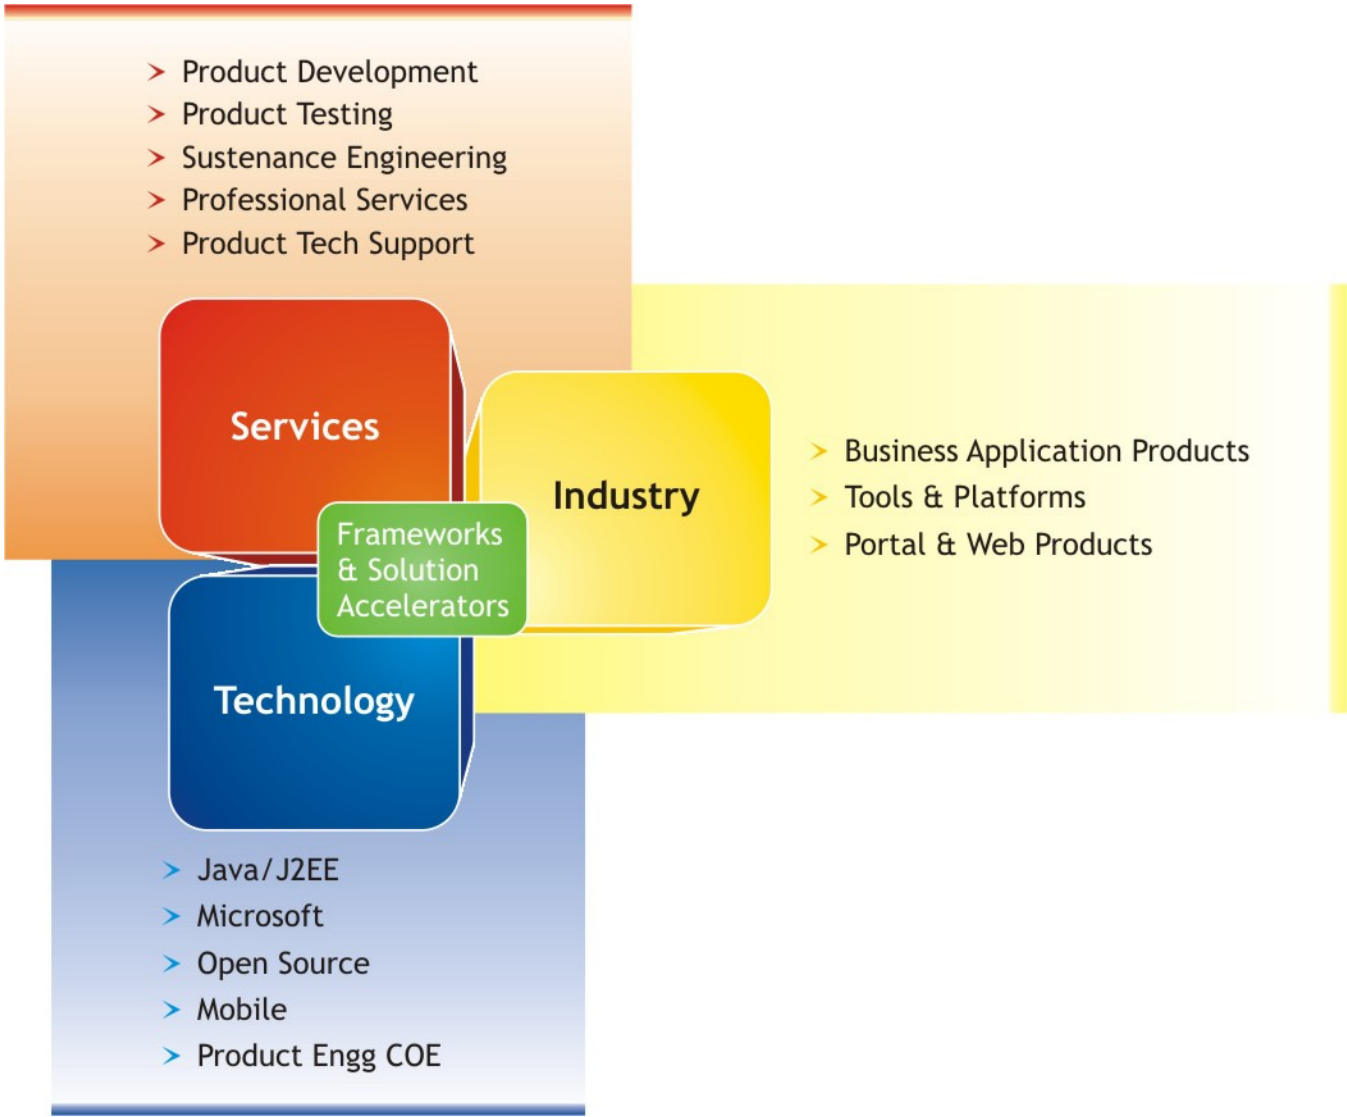 Product Development
Product Testing
Sustenance Engineering
Professional Services
Product Tech Support
Services
Industry
Business Application Products
Tools & Platforms
Portal & Web Products
Frameworks
& Solution
Accelerators
Technology
Java/J2EE
Microsoft
Open Source
Mobile
Product Engg COE